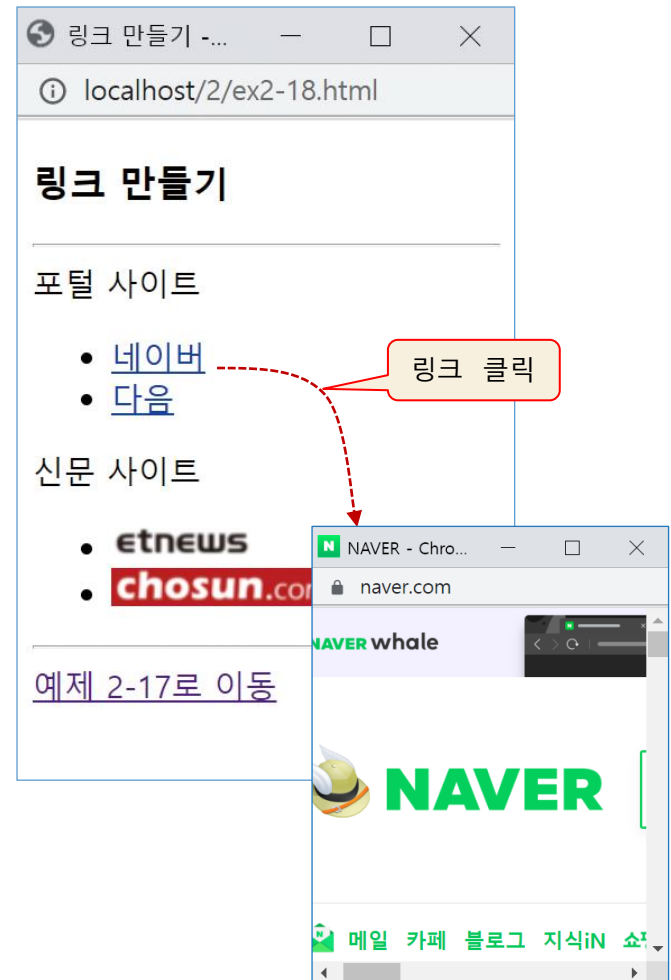 링크 만들기 -...
localhost/2/ex2-18.html
링크 만들기
포털 사이트
네이버
링크 클릭
다음
신문 사이트
etnews
chosun.com
예제 2-17로 이동
NAVER - Chro...
naver.com
NAVER whale
NAVER
메일 카페 블로그 지식iN